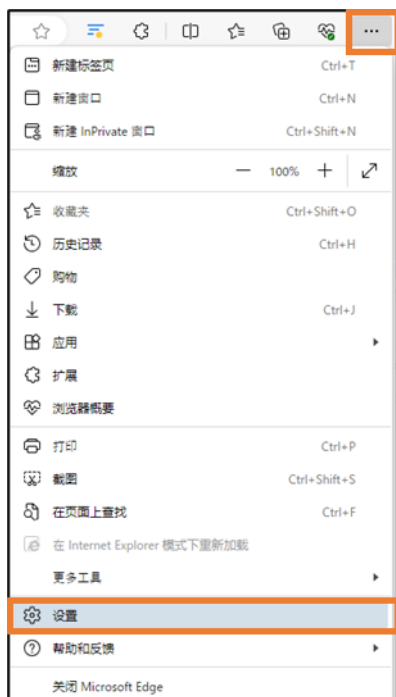 新建标签页 Ctrl+T
新建窗口 Ctrl+N
新建 InPrivate 窗口 Ctrl+Shift+N
缩放 — 100% +
收藏夹 Ctrl+Shift+O
历史记录 Ctrl+H
购物
下载 Ctrl+J
应用
扩展
浏览器概要
打印 Ctrl+P
截图 Ctrl+Shift+S
在页面上查找 Ctrl+F
在 Internet Explorer 模式下重新加载
更多工具
设置
帮助和反馈
关闭 Microsoft Edge